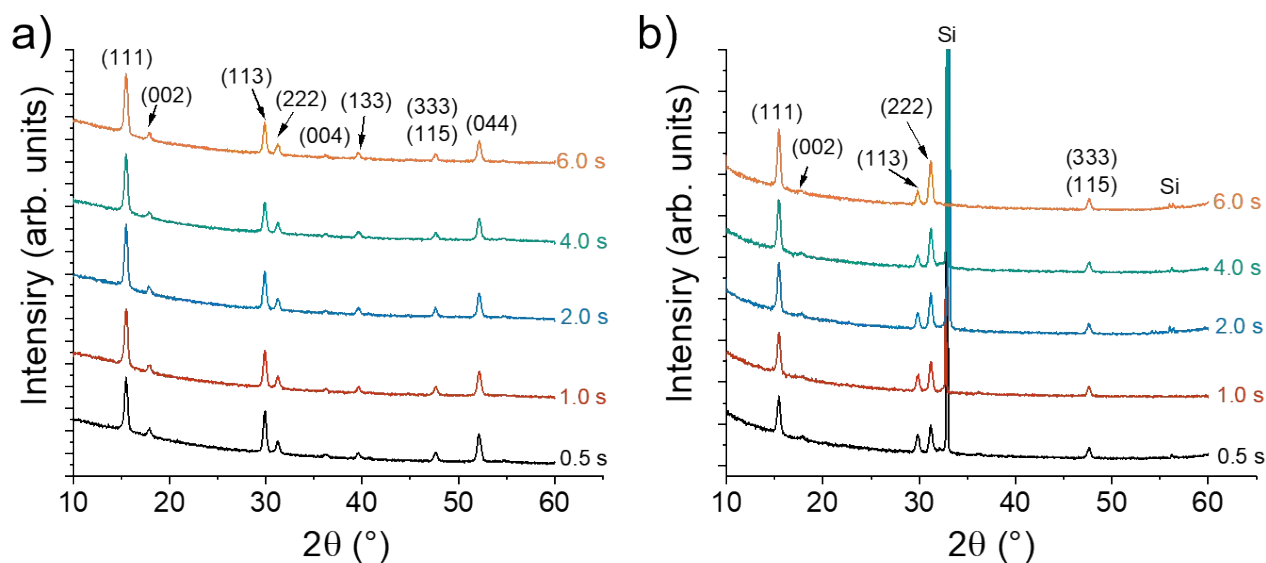 a)
(111)
(002)
(113)
(222)
(004)
(133)
(333)
(115)
(044)
6.0 s
4.0 s
2.0 s
1.0 s
0.5 s
Intensiry (arb. units)
10 20 30 40 50 60
2θ (°)
b)
Si
(111)
(002)
(113)
(222)
(333)
(115)
Si
6.0 s
4.0 s
2.0 s
1.0 s
0.5 s
Intensiry (arb. units)
10 20 30 40 50 60
2θ (°)